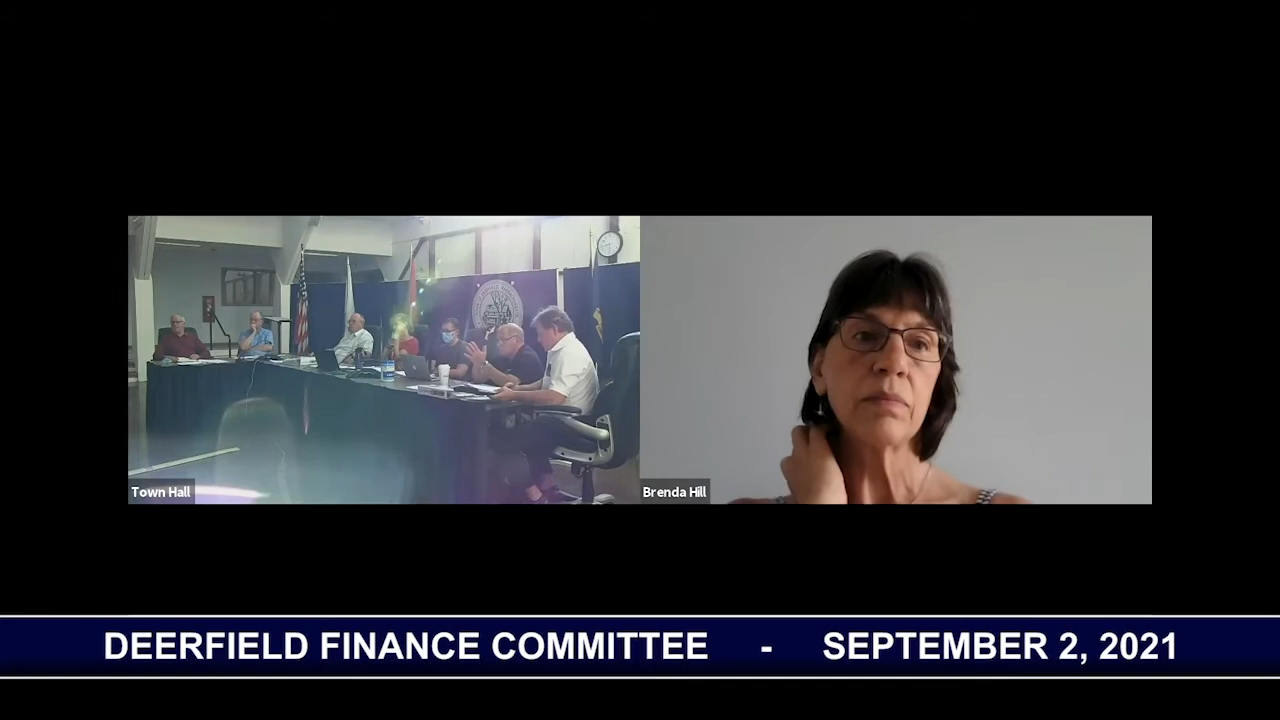 Town Hall
Brenda Hill
DEERFIELD FINANCE COMMITTEE - SEPTEMBER 2, 2021